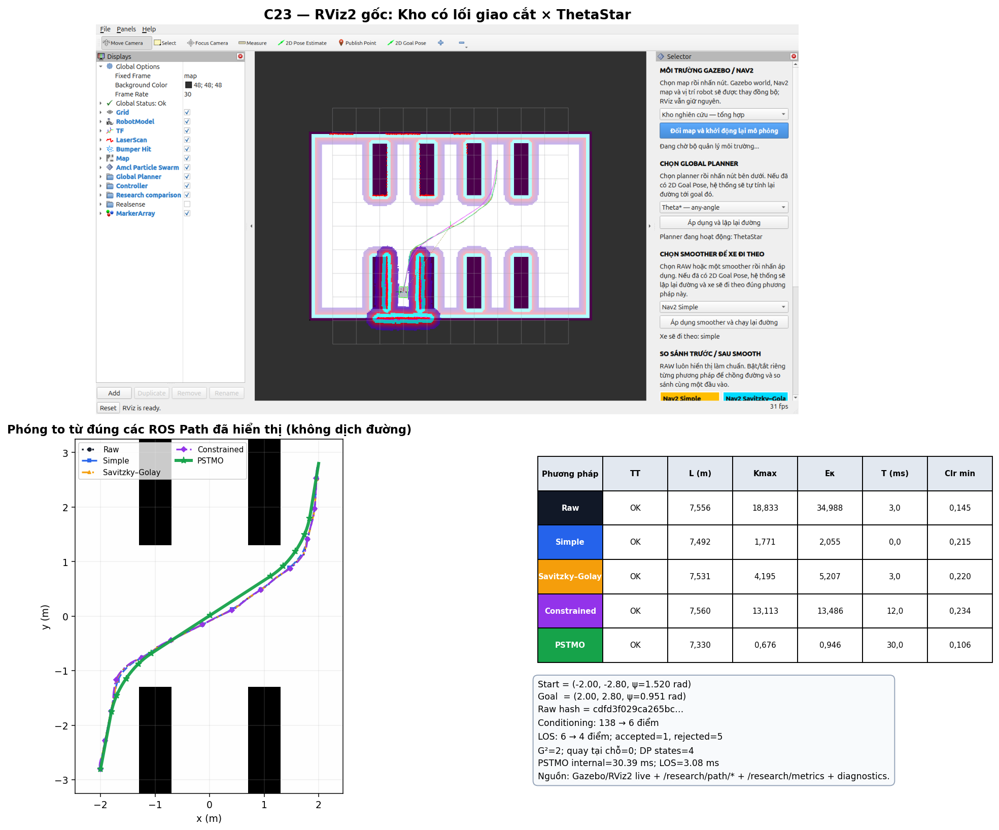 C23 — RViz2 gốc: Kho có lối giao cắt × ThetaStar
File Panels Help
Move Camera Select Focus Camera Measure 2D Pose Estimate Publish Point 2D Goal Pose
Displays
Global Options
Fixed Frame map
Background Color 48; 48; 48
Frame Rate 30
Global Status: Ok
Grid
RobotModel
TF
LaserScan
Bumper Hit
Map
Amcl Particle Swarm
Global Planner
Controller
Research comparison
Realsense
MarkerArray
Add Duplicate Remove Rename
Reset RViz is ready.
Selector
MÔI TRƯỜNG GAZEBO / NAV2
Chọn map rồi nhấn nút. Gazebo world, Nav2
map và vị trí robot sẽ được thay đồng bộ;
RViz vẫn giữ nguyên.
Kho nghiên cứu — tổng hợp
Đổi map và khởi động lại mô phỏng
Đang chờ bộ quản lý môi trường...
CHỌN GLOBAL PLANNER
Chọn planner rồi nhấn nút bên dưới. Nếu đã
có 2D Goal Pose, hệ thống sẽ tự tính lại
đường tới goal đó.
Theta* — any-angle
Áp dụng và lập lại đường
Planner đang hoạt động: ThetaStar
CHỌN SMOOTHER ĐỂ XE ĐI THEO
Chọn RAW hoặc một smoother rồi nhấn áp
dụng. Nếu đã có 2D Goal Pose, hệ thống sẽ
lập lại đường và xe sẽ đi theo đúng phương
pháp này.
Nav2 Simple
Áp dụng smoother và chạy lại đường
Xe sẽ đi theo: simple
SO SÁNH TRƯỚC / SAU SMOOTH
RAW luôn hiển thị làm chuẩn. Bật/tắt riêng
từng phương pháp để chồng đường và so
sánh cùng một đầu vào.
Nav2 Simple Nav2 Savitzky–Gola
31 fps
Phóng to từ đúng các ROS Path đã hiển thị (không dịch đường)
Raw Constrained
Simple PSTMO
Savitzky–Golay
3
2
1
0
−1
−2
−3
y (m)
−2 −1 0 1 2
x (m)
Phương pháp TT L (m) Kmax Eκ T (ms) Clr min
Raw OK 7,556 18,833 34,988 3,0 0,145
Simple OK 7,492 1,771 2,055 0,0 0,215
Savitzky–Golay OK 7,531 4,195 5,207 3,0 0,220
Constrained OK 7,560 13,113 13,486 12,0 0,234
PSTMO OK 7,330 0,676 0,946 30,0 0,106
Start = (-2.00, -2.80, ψ=1.520 rad)
Goal = (2.00, 2.80, ψ=0.951 rad)
Raw hash = cdfd3f029ca265bc…
Conditioning: 138 → 6 điểm
LOS: 6 → 4 điểm; accepted=1, rejected=5
G²=2; quay tại chỗ=0; DP states=4
PSTMO internal=30.39 ms; LOS=3.08 ms
Nguồn: Gazebo/RViz2 live + /research/path/* + /research/metrics + diagnostics.